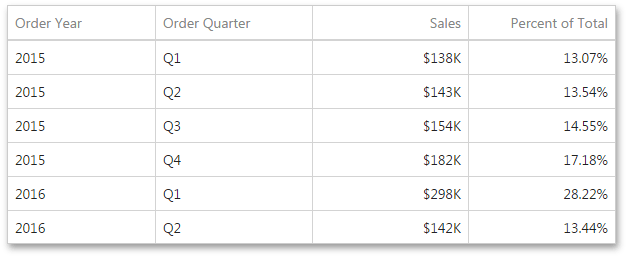 Order Year Order Quarter Sales Percent of Total
2015 Q1 $138K 13.07%
2015 Q2 $143K 13.54%
2015 Q3 $154K 14.55%
2015 Q4 $182K 17.18%
2016 Q1 $298K 28.22%
2016 Q2 $142K 13.44%